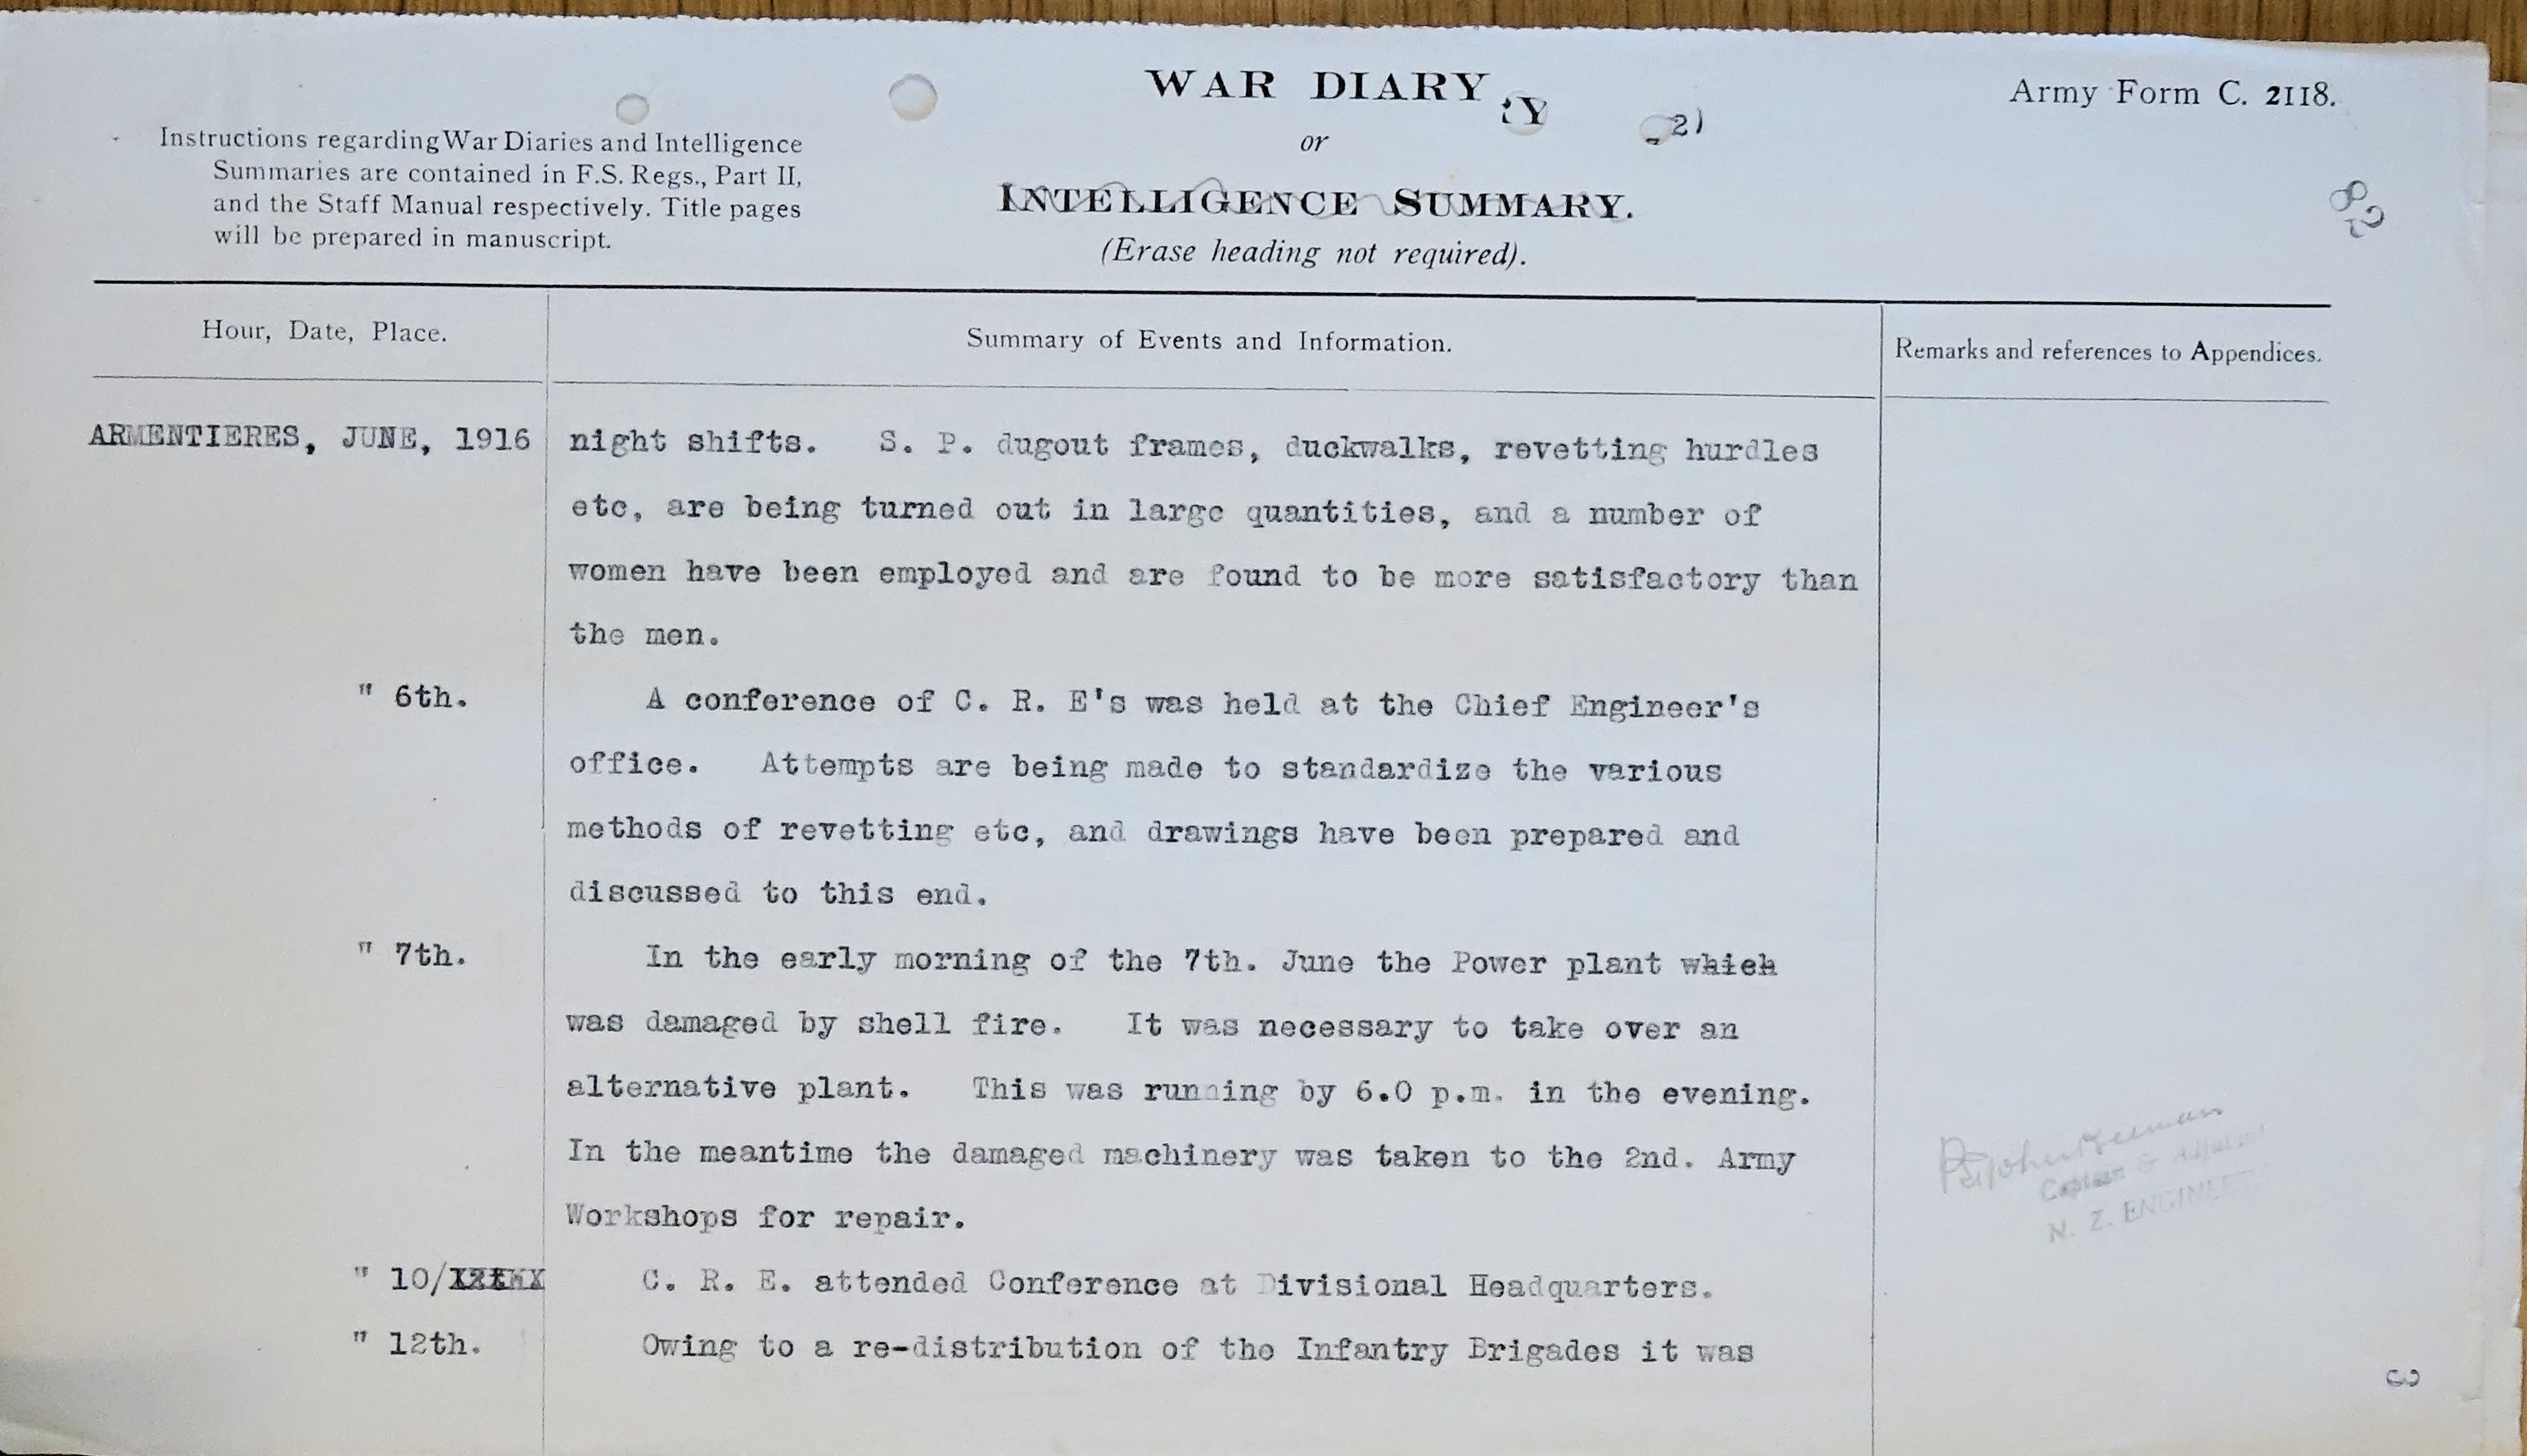 WAR DIARY
Army Form C. 2118.
2)
or
Instructions regarding War Diaries and Intelligence
Summaries are contained in F.S. Regs., Part II,
and the Staff Manual respectively. Title pages
will be prepared in manuscript.
INTELLIGENCE SUMMARY.
(Erase heading not required).
82
Hour, Date, Place.
Summary of Events and Information.
Remarks and references to Appendices.
ARMENTIERES, JUNE, 1916 night shifts. S. P. dugout frames, duckwalks, revetting hurdles
etc, are being turned out in large quantities, and a number of
women have been employed and are found to be more satisfactory than
the men.
" 6th. A conference of C. R. E's was held at the Chief Engineer's
office. Attempts are being made to standardize the various
methods of revetting etc, and drawings have been prepared and
discussed to this end.
" 7th. In the early morning of the 7th. June the Power plant which
was damaged by shell fire. It was necessary to take over an
alternative plant. This was running by 6.0 p.m. in the evening.
In the meantime the damaged machinery was taken to the 2nd. Army
Workshops for repair.
Captain & Adjutant
N. Z. ENGINEERS
" 10/ C. R. E. attended Conference at Divisional Headquarters.
" 12th. Owing to a re-distribution of the Infantry Brigades it was
3